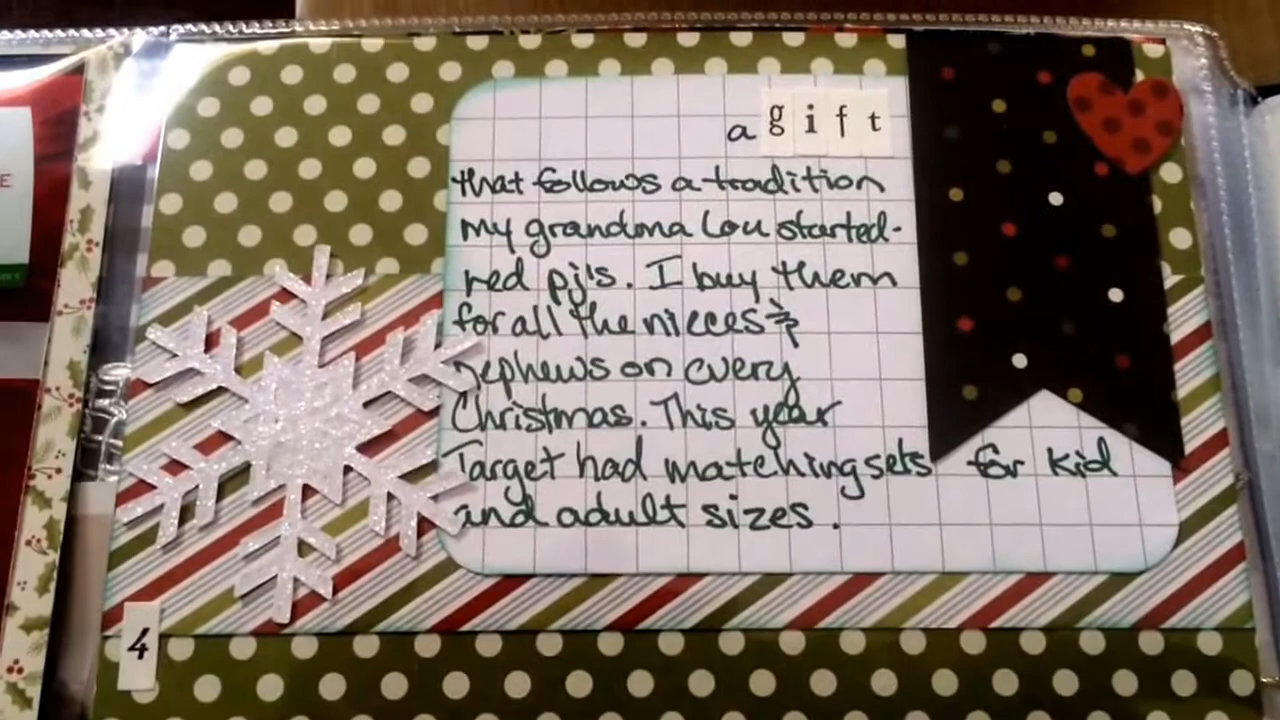 a gift
that follows a tradition
my grandma Lou started-
red pj's. I buy them
for all the nieces &
nephews on every
Christmas. This year
Target had matching sets for kid
and adult sizes.
4
E